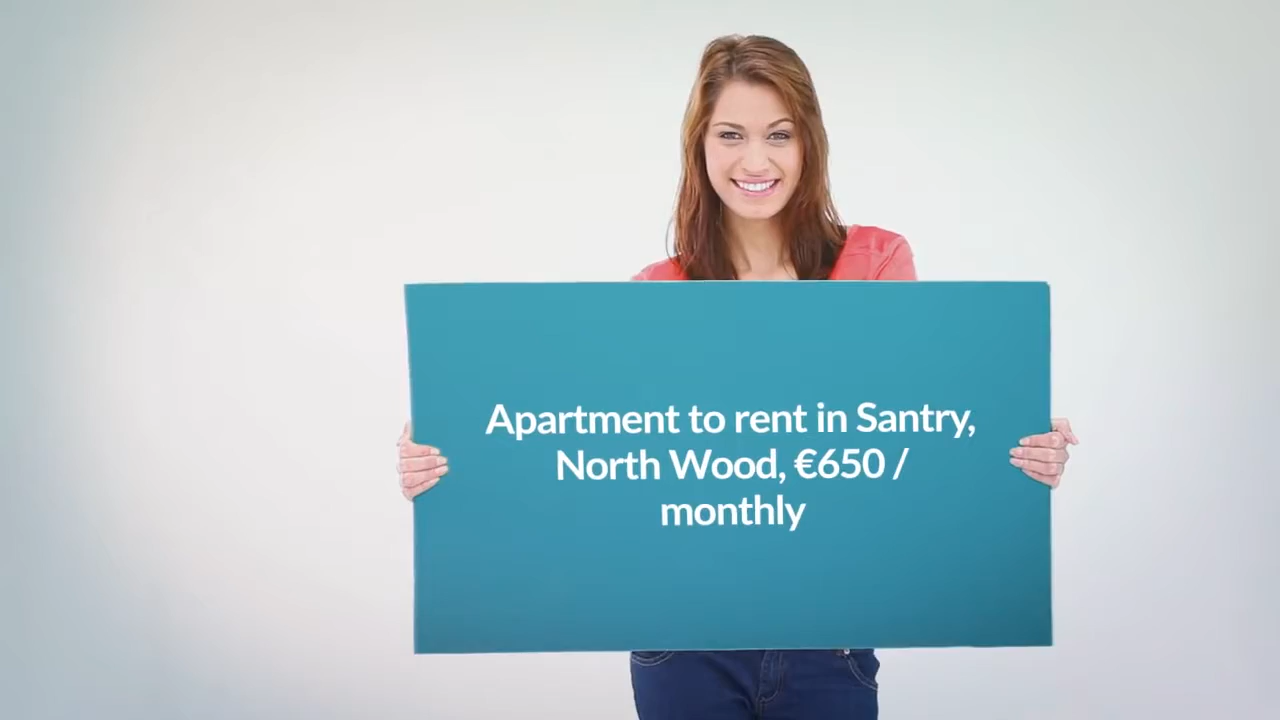 Apartment to rent in Santry,
North Wood, €650 /
monthly